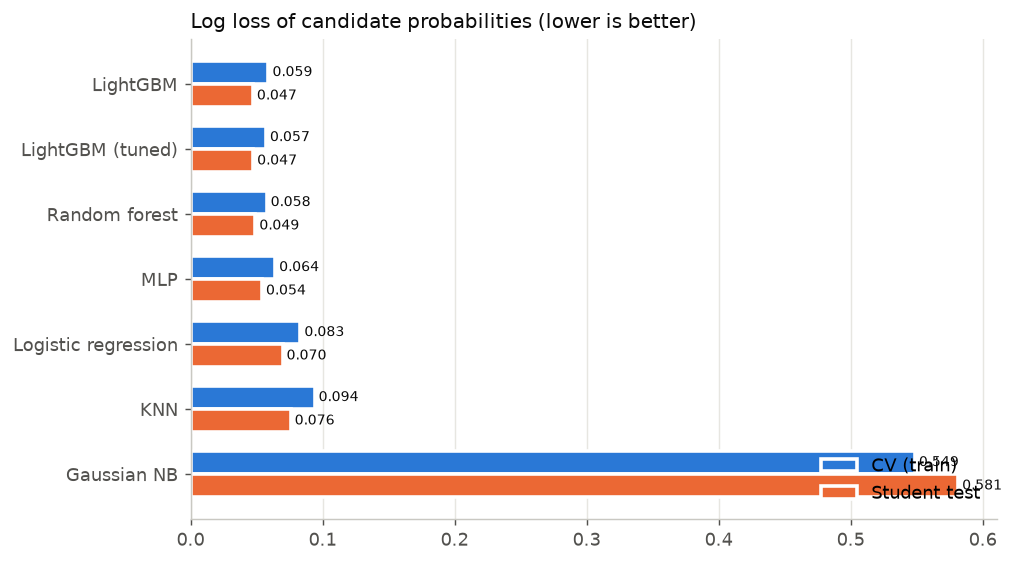 Log loss of candidate probabilities (lower is better)
LightGBM
0.059
0.047
LightGBM (tuned)
0.057
0.047
Random forest
0.058
0.049
MLP
0.064
0.054
Logistic regression
0.083
0.070
KNN
0.094
0.076
Gaussian NB
0.549
0.581
CV (train)
Student test
0.0 0.1 0.2 0.3 0.4 0.5 0.6